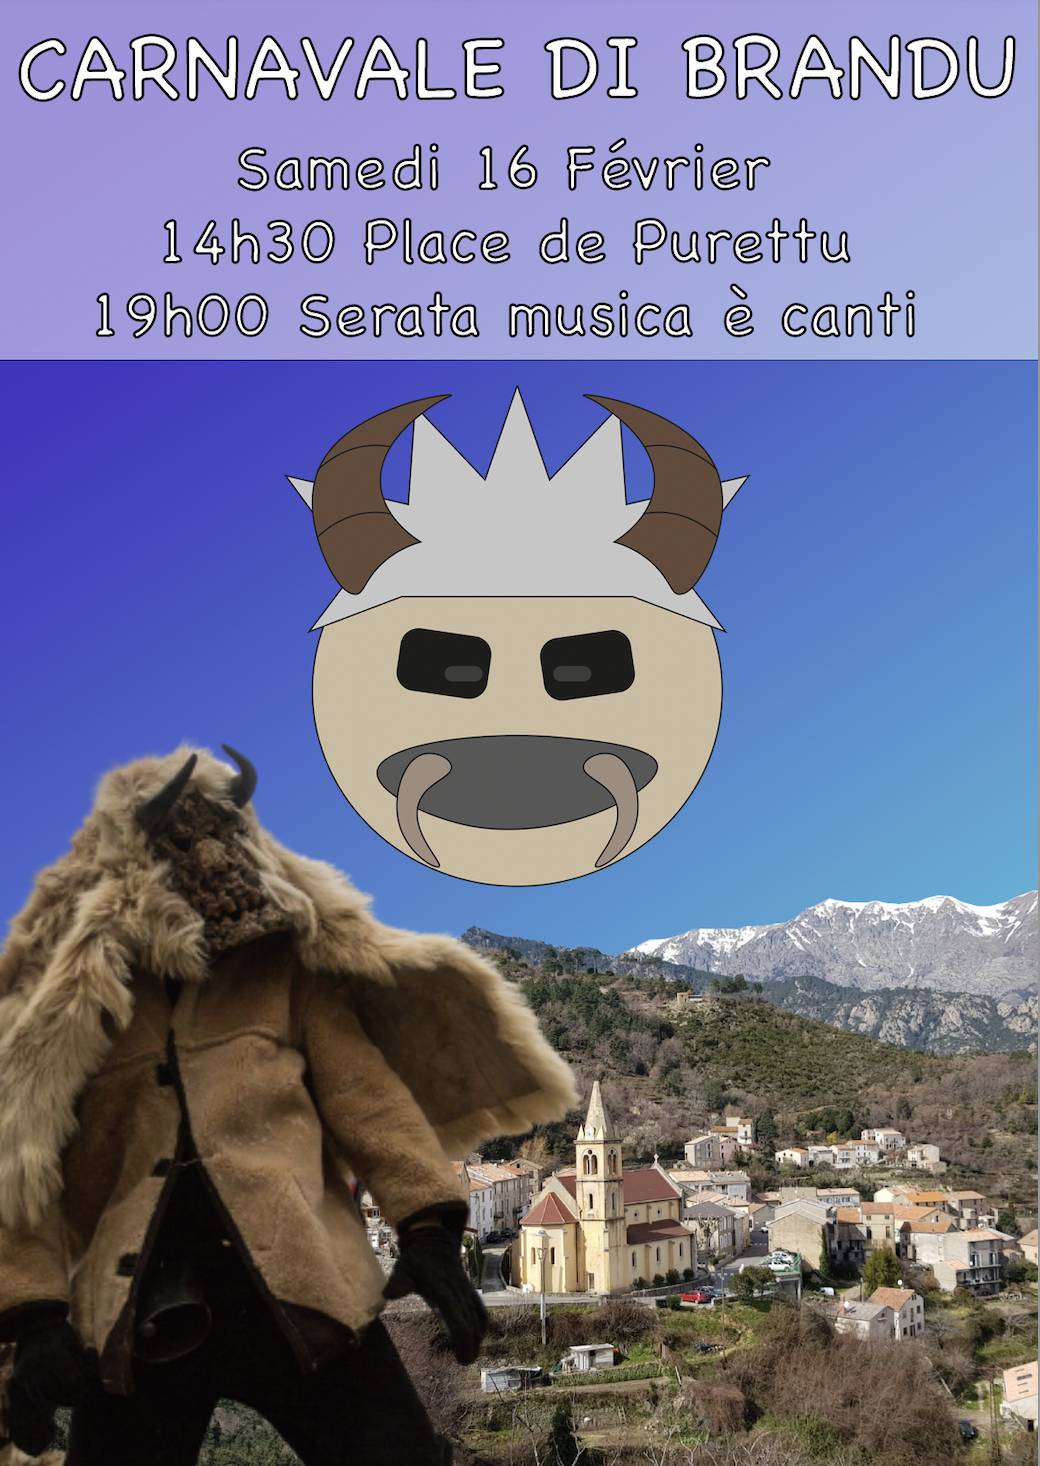 CARNAVALE DI BRANDU
Samedi 16 Février
14h30 Place de Purettu
19h00 Serata musica è canti